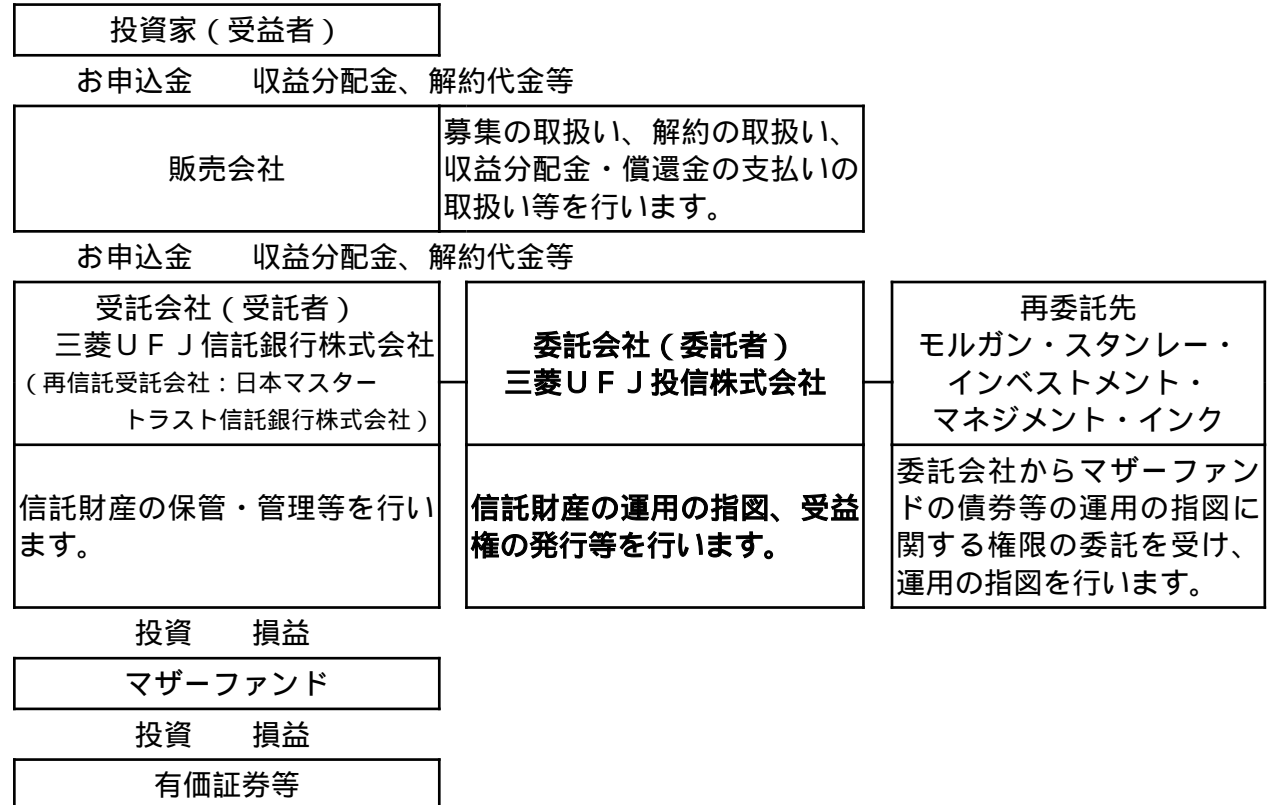 投資家（受益者）
お申込金　　収益分配金、解約代金等
販売会社
募集の取扱い、解約の取扱い、
収益分配金・償還金の支払いの
取扱い等を行います。
お申込金　　収益分配金、解約代金等
受託会社（受託者）
三菱ＵＦＪ信託銀行株式会社
（再信託受託会社：日本マスター
トラスト信託銀行株式会社）
委託会社（委託者）
三菱ＵＦＪ投信株式会社
再委託先
モルガン・スタンレー・
インベストメント・
マネジメント・インク
信託財産の保管・管理等を行い
ます。
信託財産の運用の指図、受益
権の発行等を行います。
委託会社からマザーファン
ドの債券等の運用の指図に
関する権限の委託を受け、
運用の指図を行います。
投資　　損益
マザーファンド
投資　　損益
有価証券等